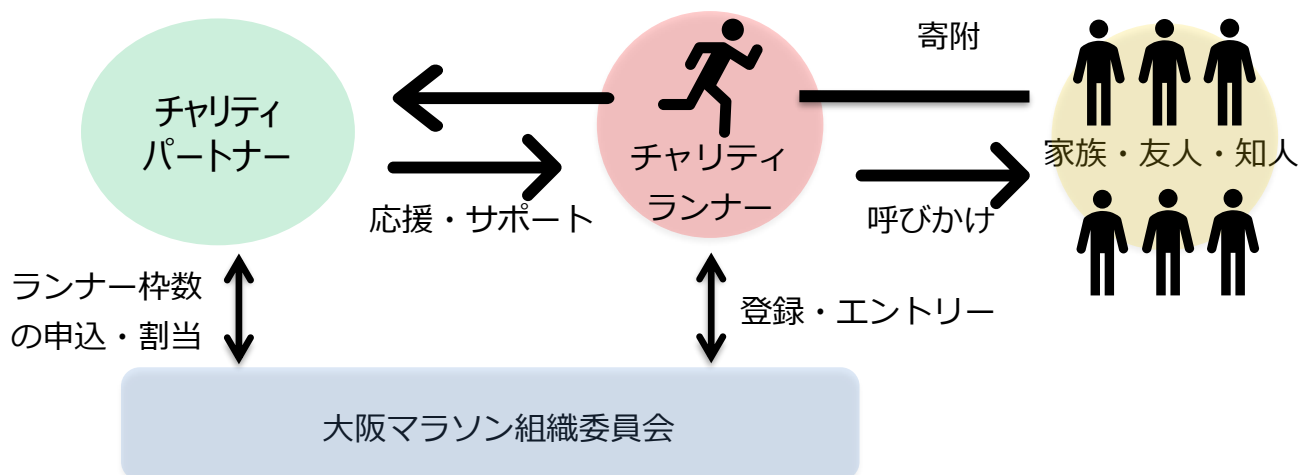 寄附
チャリティ
パートナー
チャリティ
ランナー
家族・友人・知人
応援・サポート
呼びかけ
ランナー枠数
の申込・割当
登録・エントリー
大阪マラソン組織委員会